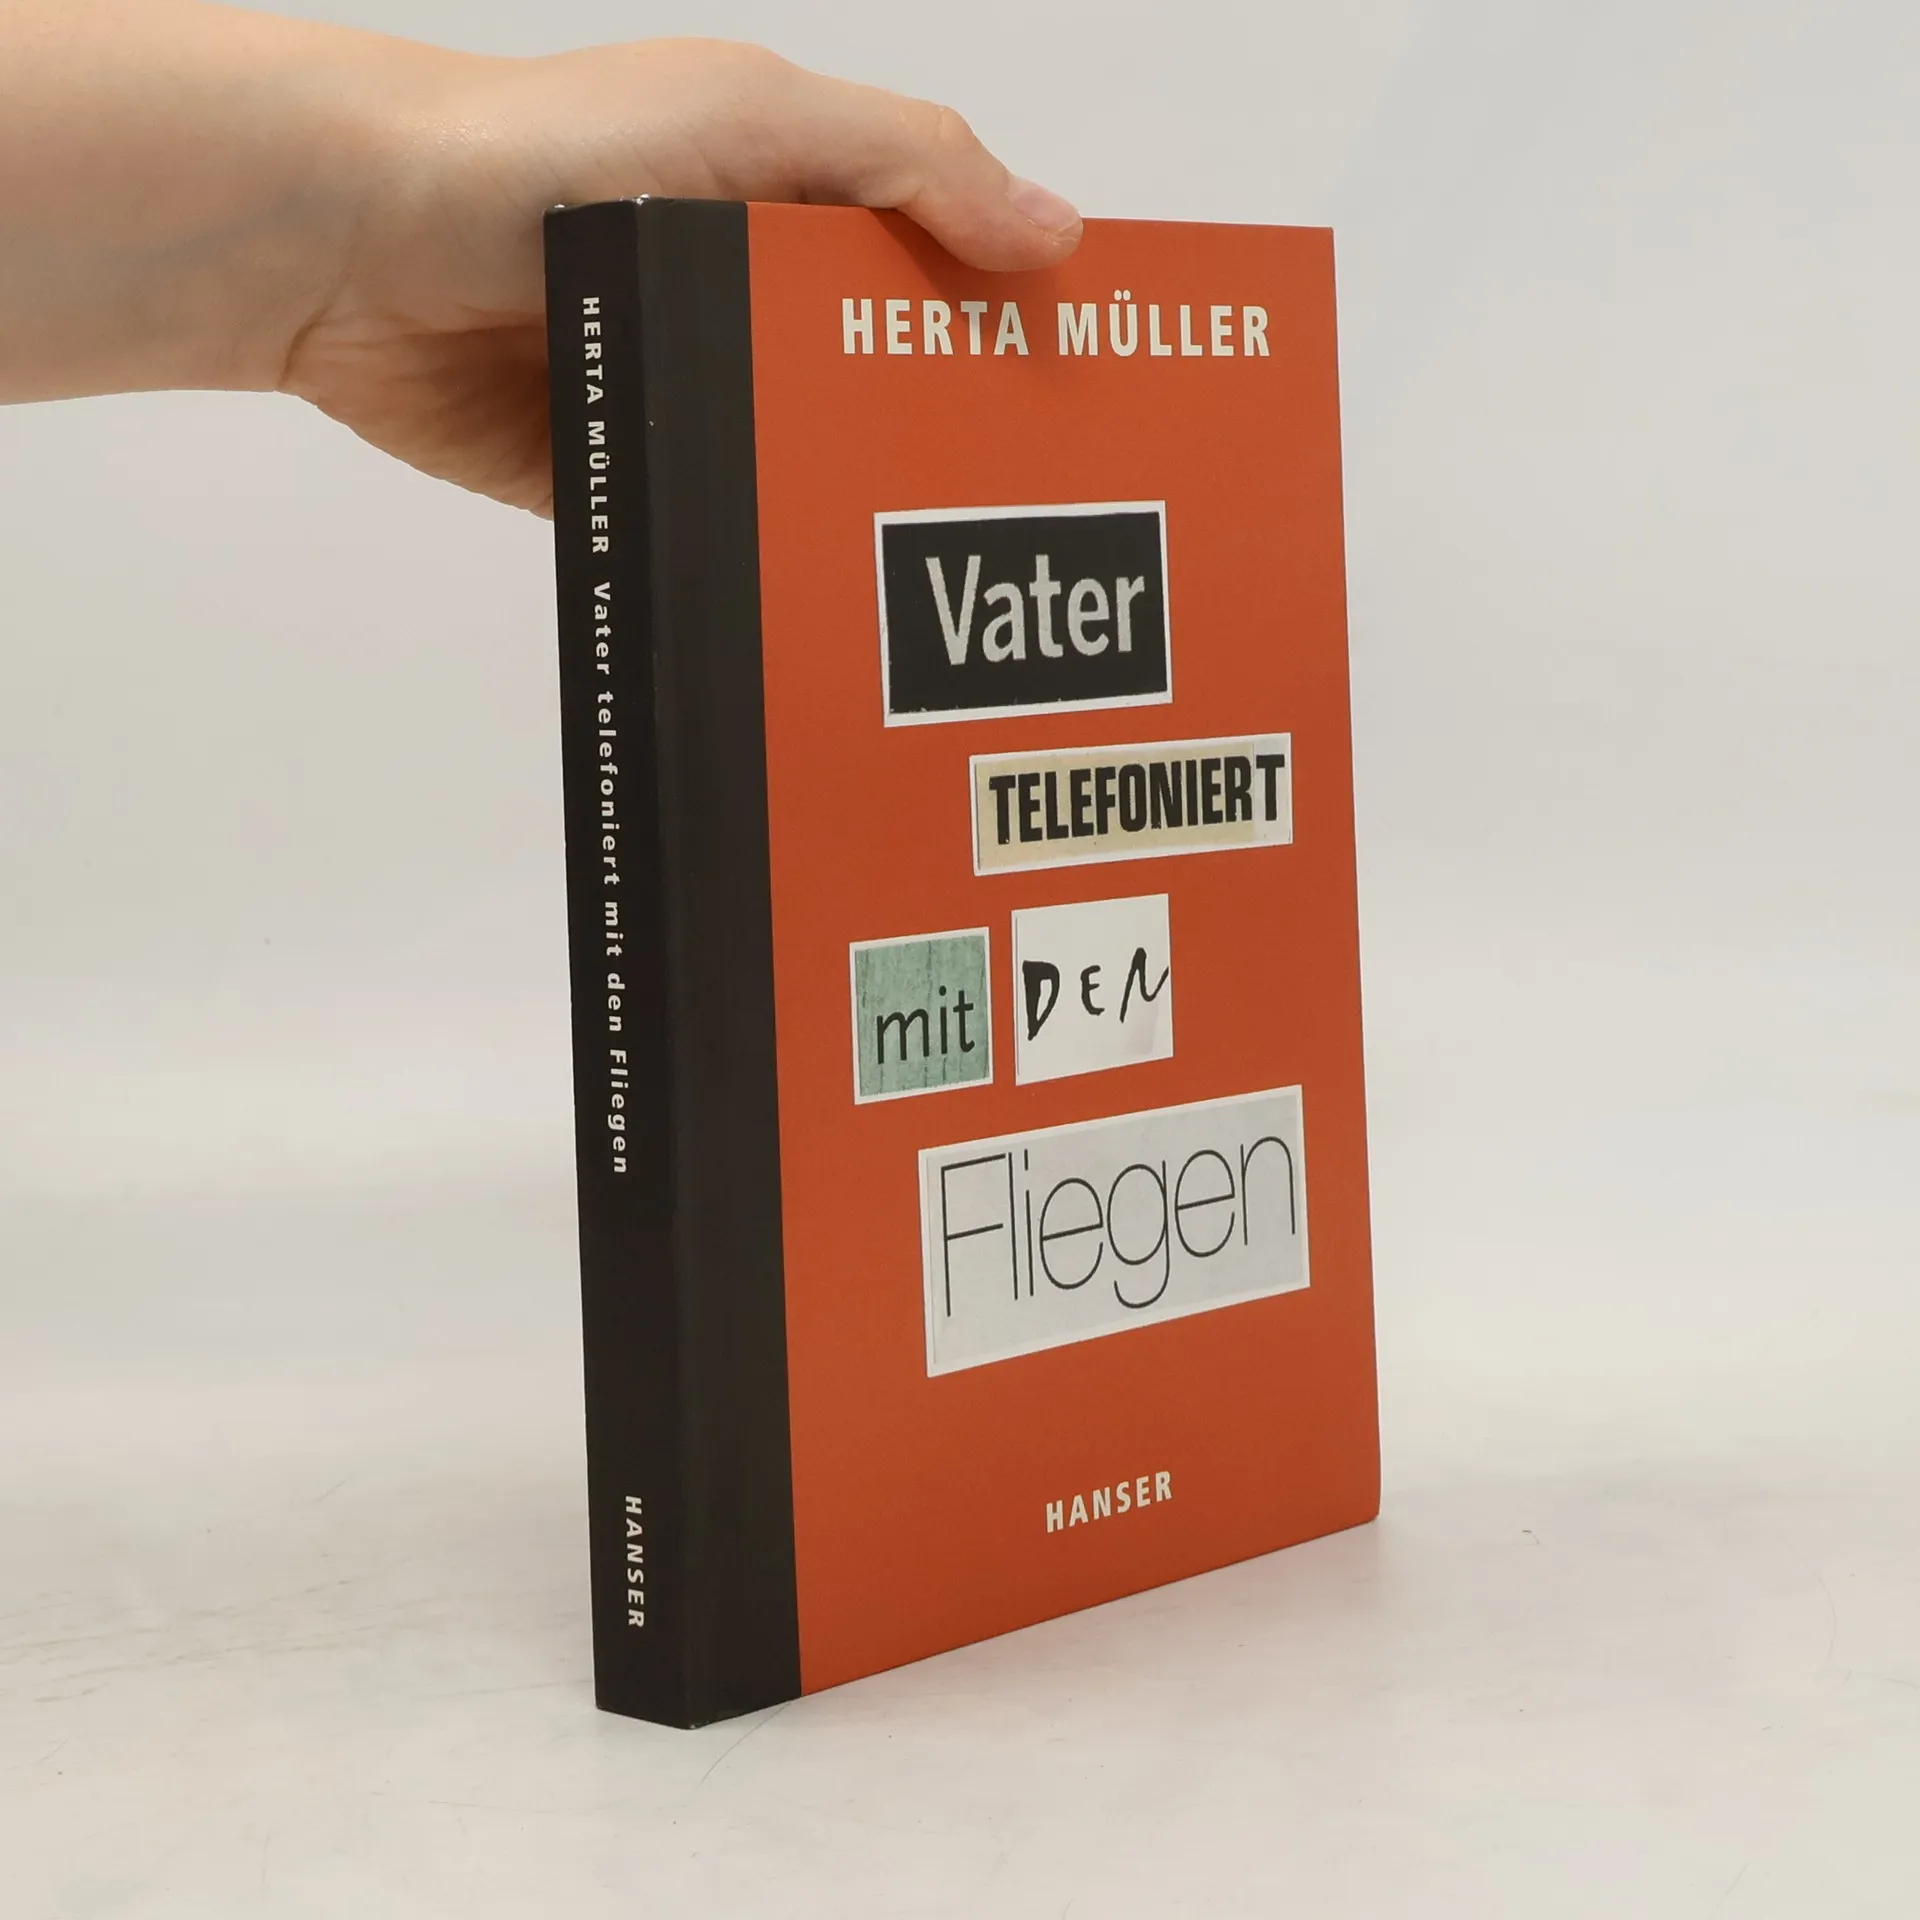 HERTA MÜLLER Vater telefoniert mit den Fliegen
HANSER
HERTA MÜLLER
Vater
TELEFONIERT
mit DEN
Fliegen
HANSER